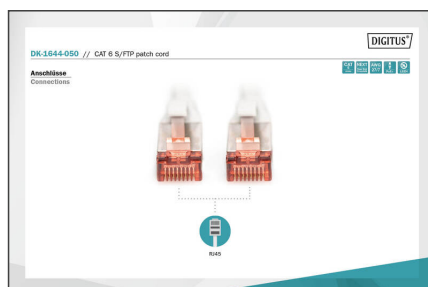 DIGITUS®
DK-1644-050 // CAT 6 S/FTP patch cord
Anschlüsse
Connections
RJ45